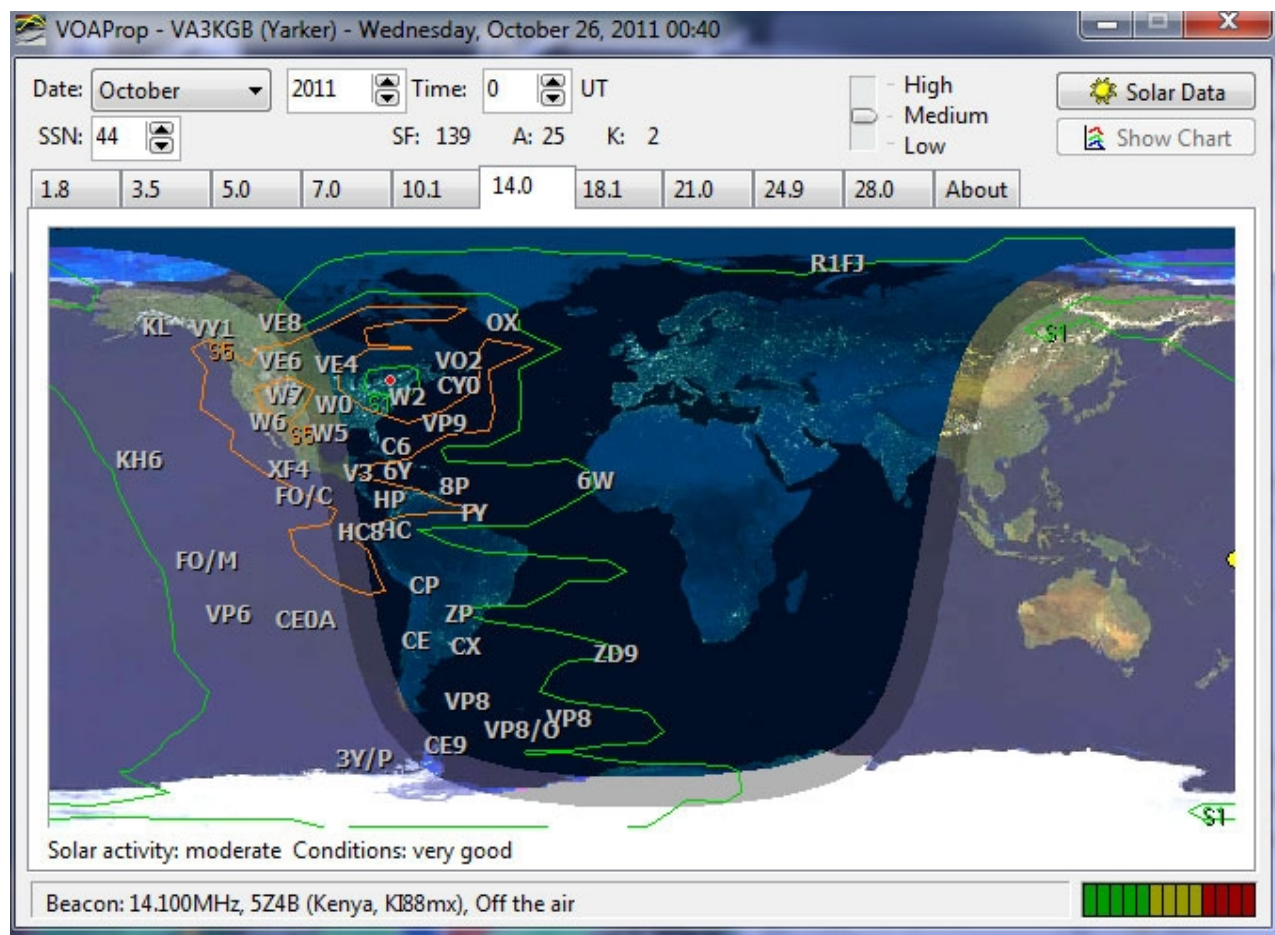 VOAProp - VA3KGB (Yarker) - Wednesday, October 26, 2011 00:40
Date: October 2011 Time: 0 UT
High
Medium
Low
Solar Data
SSN: 44 SF: 139 A: 25 K: 2
Show Chart
1.8 3.5 5.0 7.0 10.1 14.0 18.1 21.0 24.9 28.0 About
R1FJ
KL VY1 VE8 OX S1
S5
VE6 VE4 VO2
CY0
W7 W0 S1 W2
W6 S5 W5 VP9
C6
KH6 XF4 V3 6Y
FO/C HP 8P 6W
FY
HC8 HC
FO/M CP
VP6 CE0A ZP
CE CX ZD9
VP8
VP8/O VP8
CE9
3Y/P
S1
Solar activity: moderate Conditions: very good
Beacon: 14.100MHz, 5Z4B (Kenya, KI88mx), Off the air